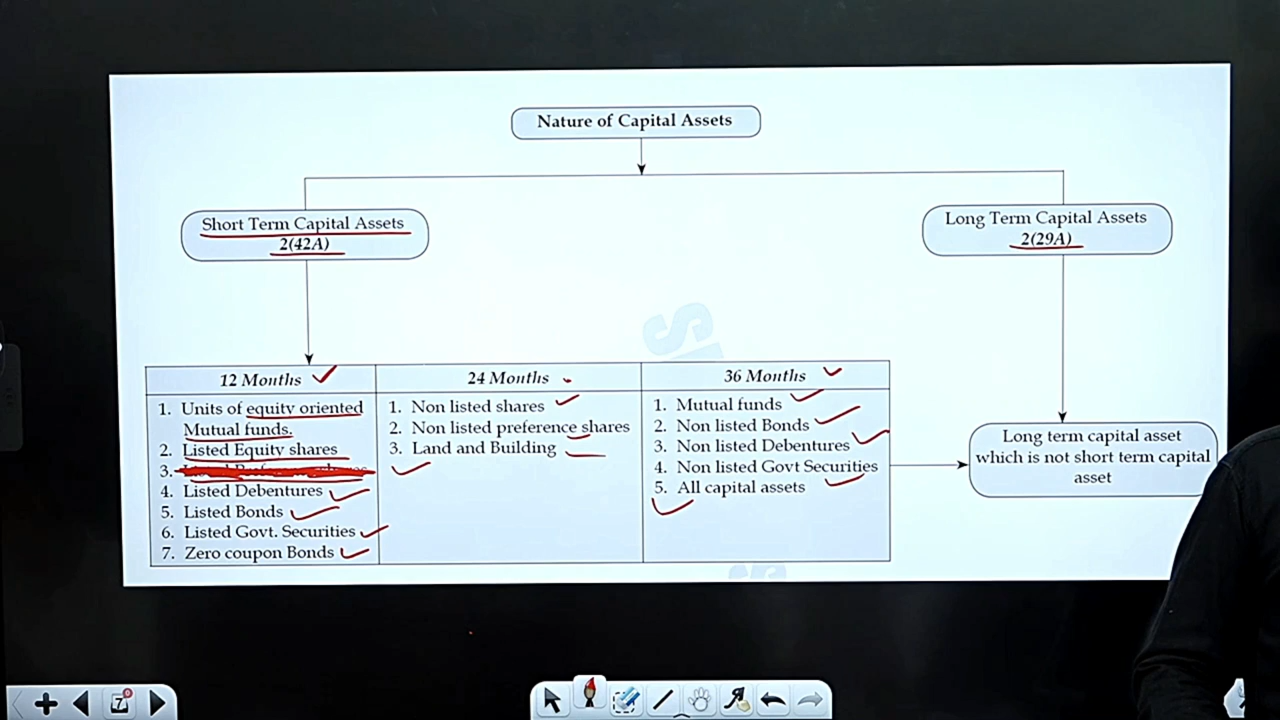 Nature of Capital Assets
Short Term Capital Assets
2(42A)
Long Term Capital Assets
2(29A)
12 Months
24 Months
36 Months
1. Units of equity oriented
Mutual funds.
2. Listed Equity shares
3.
4. Listed Debentures
5. Listed Bonds
6. Listed Govt. Securities
7. Zero coupon Bonds
1. Non listed shares
2. Non listed preference shares
3. Land and Building
1. Mutual funds
2. Non listed Bonds
3. Non listed Debentures
4. Non listed Govt Securities
5. All capital assets
Long term capital asset
which is not short term capital
asset
7